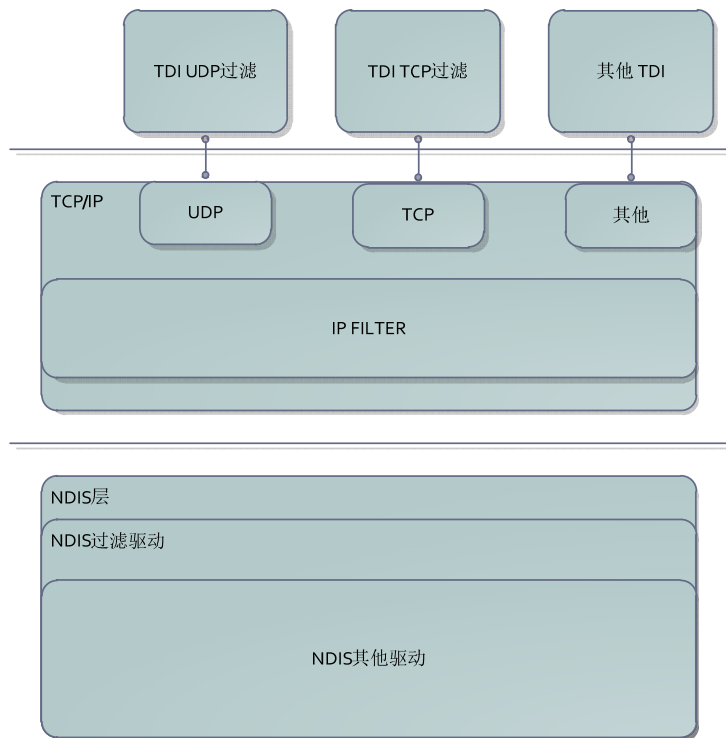 TDI UDP过滤
TDI TCP过滤
其他 TDI
TCP/IP
UDP
TCP
其他
IP FILTER
NDIS层
NDIS过滤驱动
NDIS其他驱动